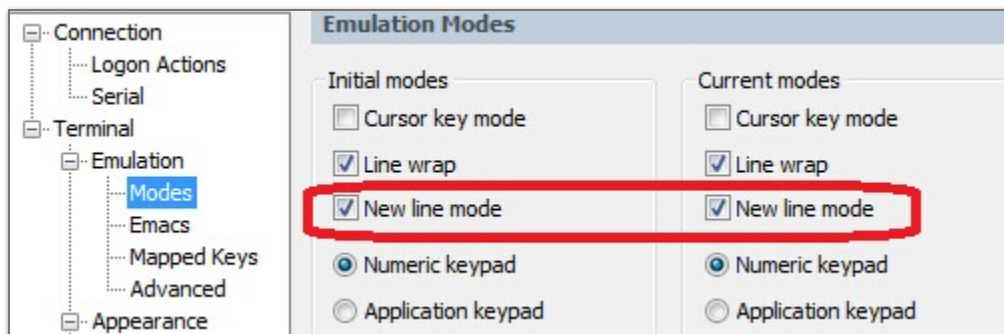 Connection
Logon Actions
Serial
Terminal
Emulation
Modes
Emacs
Mapped Keys
Advanced
Appearance
Emulation Modes
Initial modes
Cursor key mode
Line wrap
New line mode
Numeric keypad
Application keypad
Current modes
Cursor key mode
Line wrap
New line mode
Numeric keypad
Application keypad